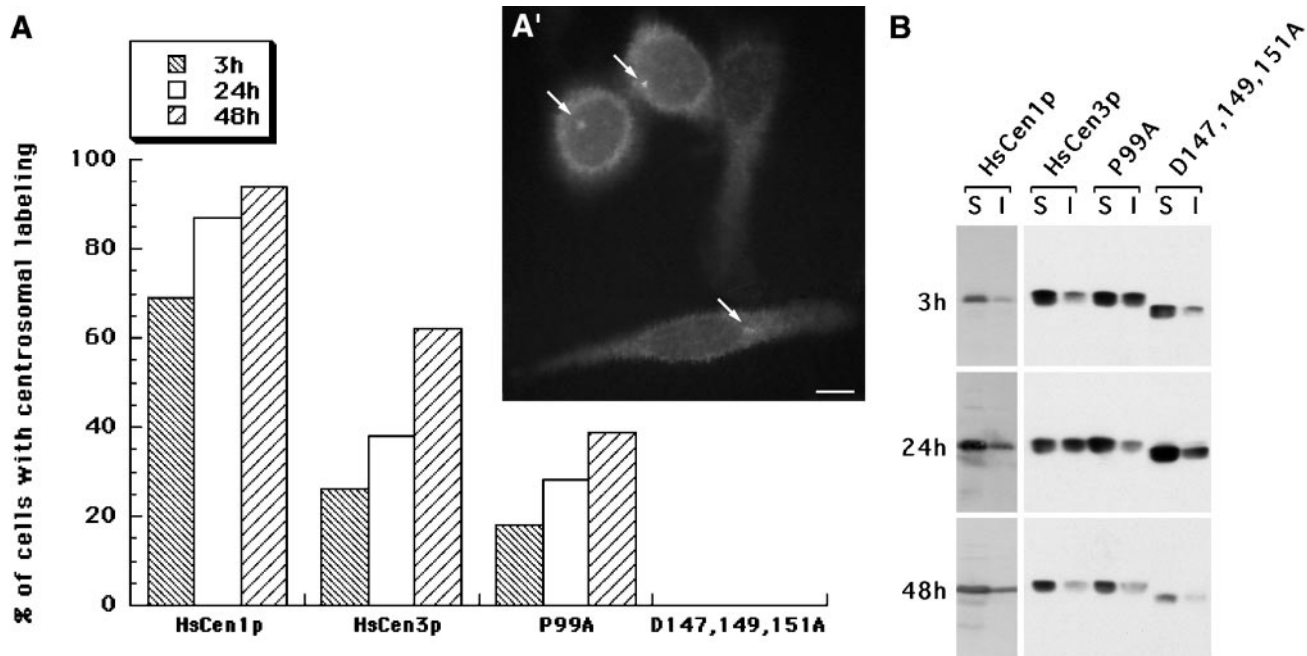 A
3h
24h
48h
% of cells with centrosomal labeling
100
80
60
40
20
0
HsCen1p
HsCen3p
P99A
D147,149,151A
A'
B
HsCen1p
HsCen3p
P99A
D147,149,151A
S I S I S I S I
3h
24h
48h